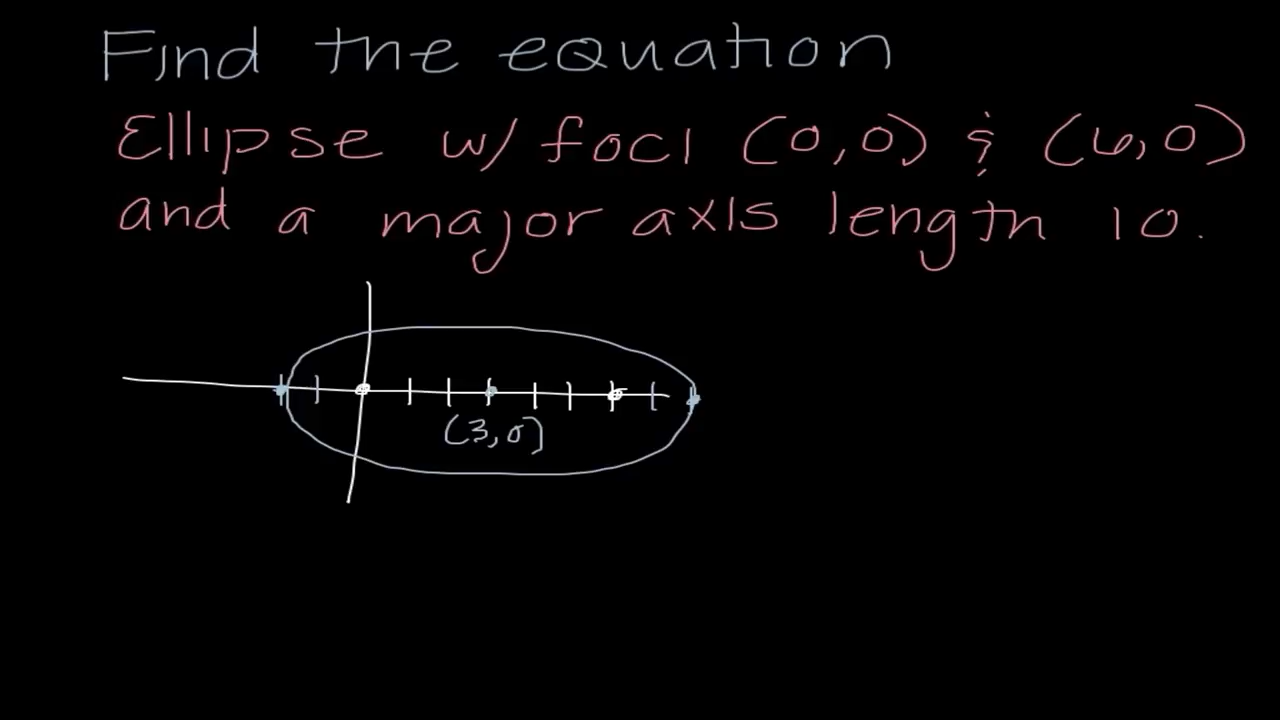 Find the equation
Ellipse w/ foci (0,0) & (6,0)
and a major axis length 10.
(3,0)